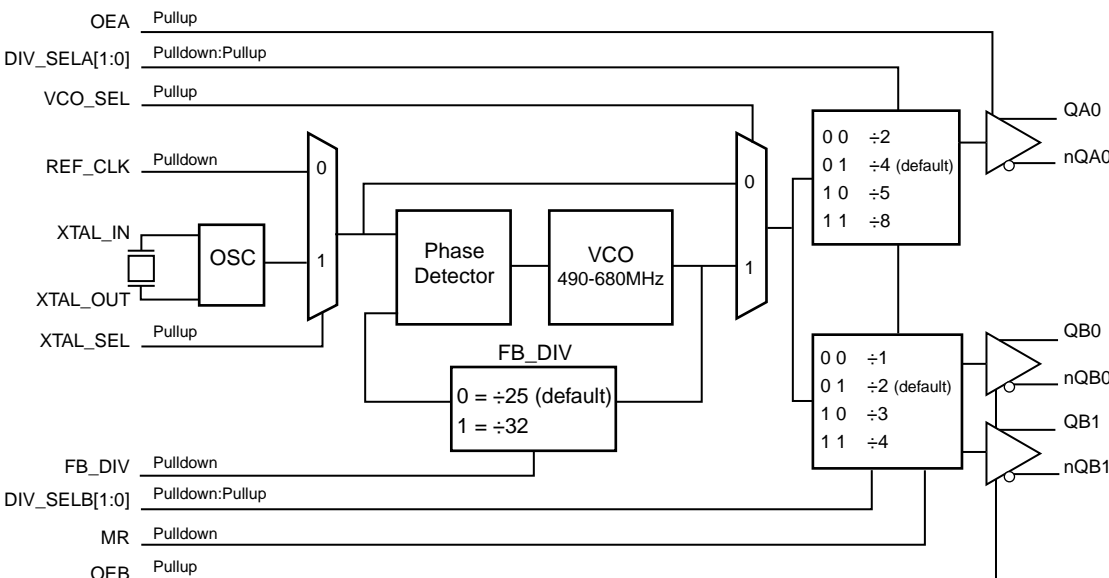 OEA Pullup
DIV_SELA[1:0] Pulldown:Pullup
VCO_SEL Pullup
REF_CLK Pulldown
XTAL_IN
OSC
XTAL_OUT
XTAL_SEL Pullup
0
1
Phase
Detector
VCO
490-680MHz
0
1
FB_DIV
0 = ÷25 (default)
1 = ÷32
0 0 ÷2
0 1 ÷4 (default)
1 0 ÷5
1 1 ÷8
QA0
nQA0
0 0 ÷1
0 1 ÷2 (default)
1 0 ÷3
1 1 ÷4
QB0
nQB0
QB1
nQB1
FB_DIV Pulldown
DIV_SELB[1:0] Pulldown:Pullup
MR Pulldown
OEB Pullup